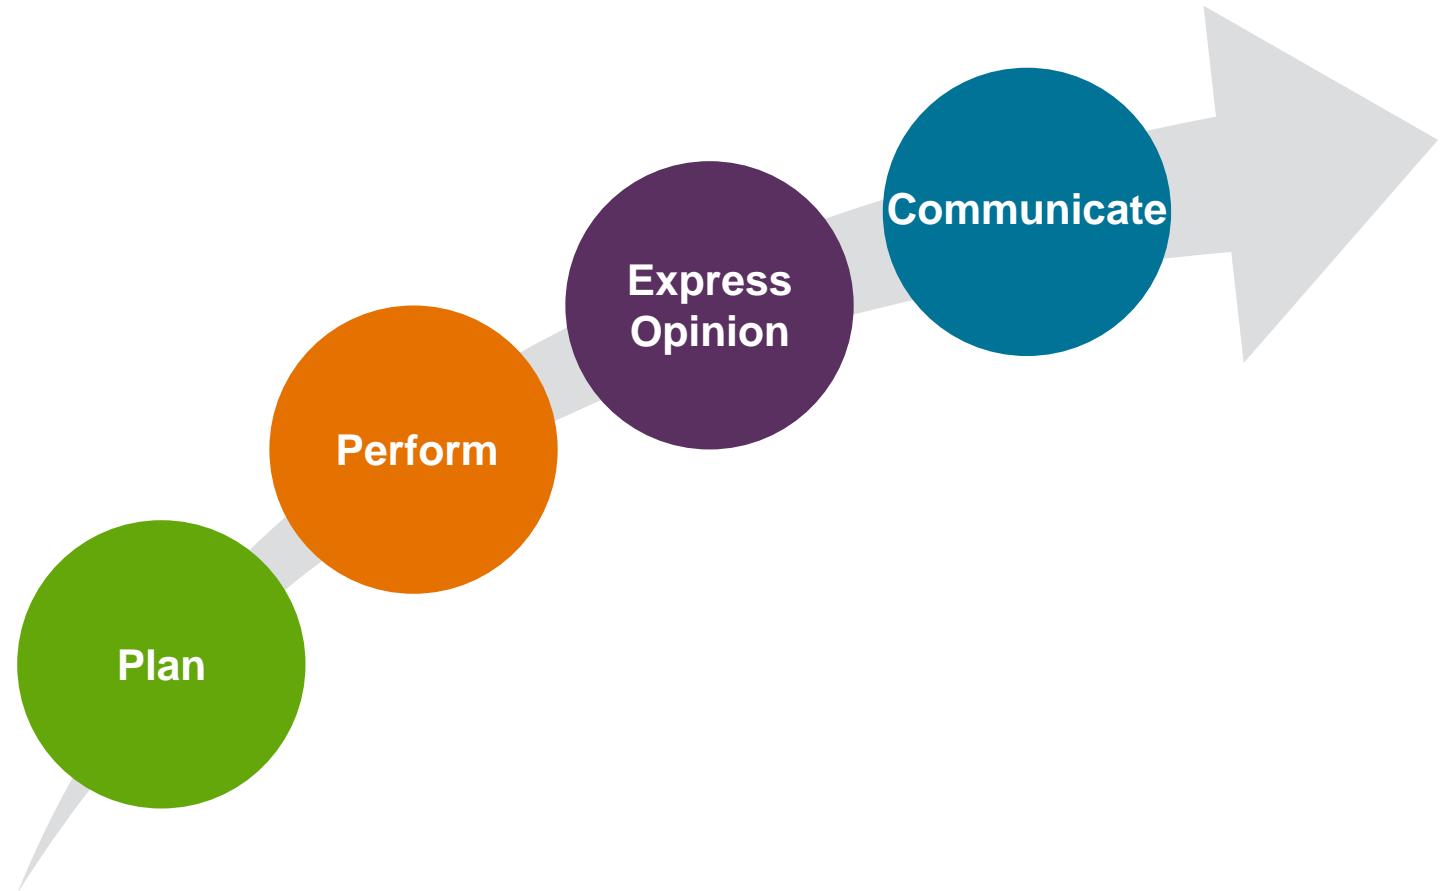 Plan
Perform
Express
Opinion
Communicate